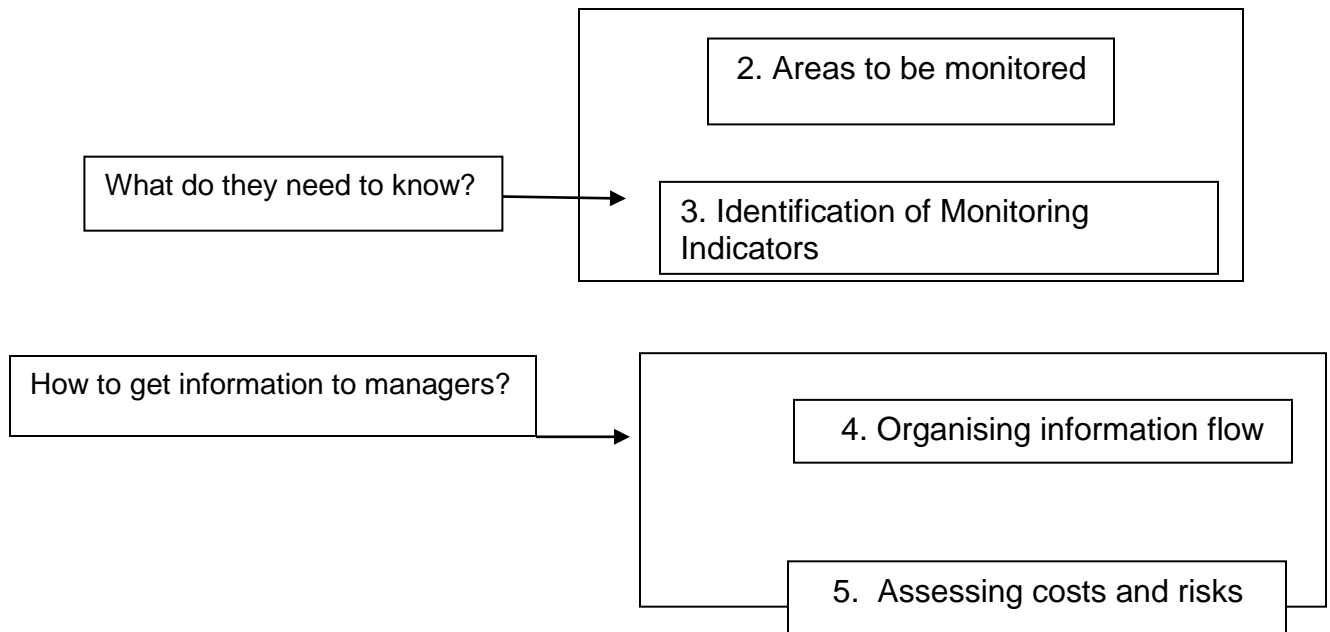 2. Areas to be monitored
What do they need to know?
3. Identification of Monitoring
Indicators
How to get information to managers?
4. Organising information flow
5. Assessing costs and risks